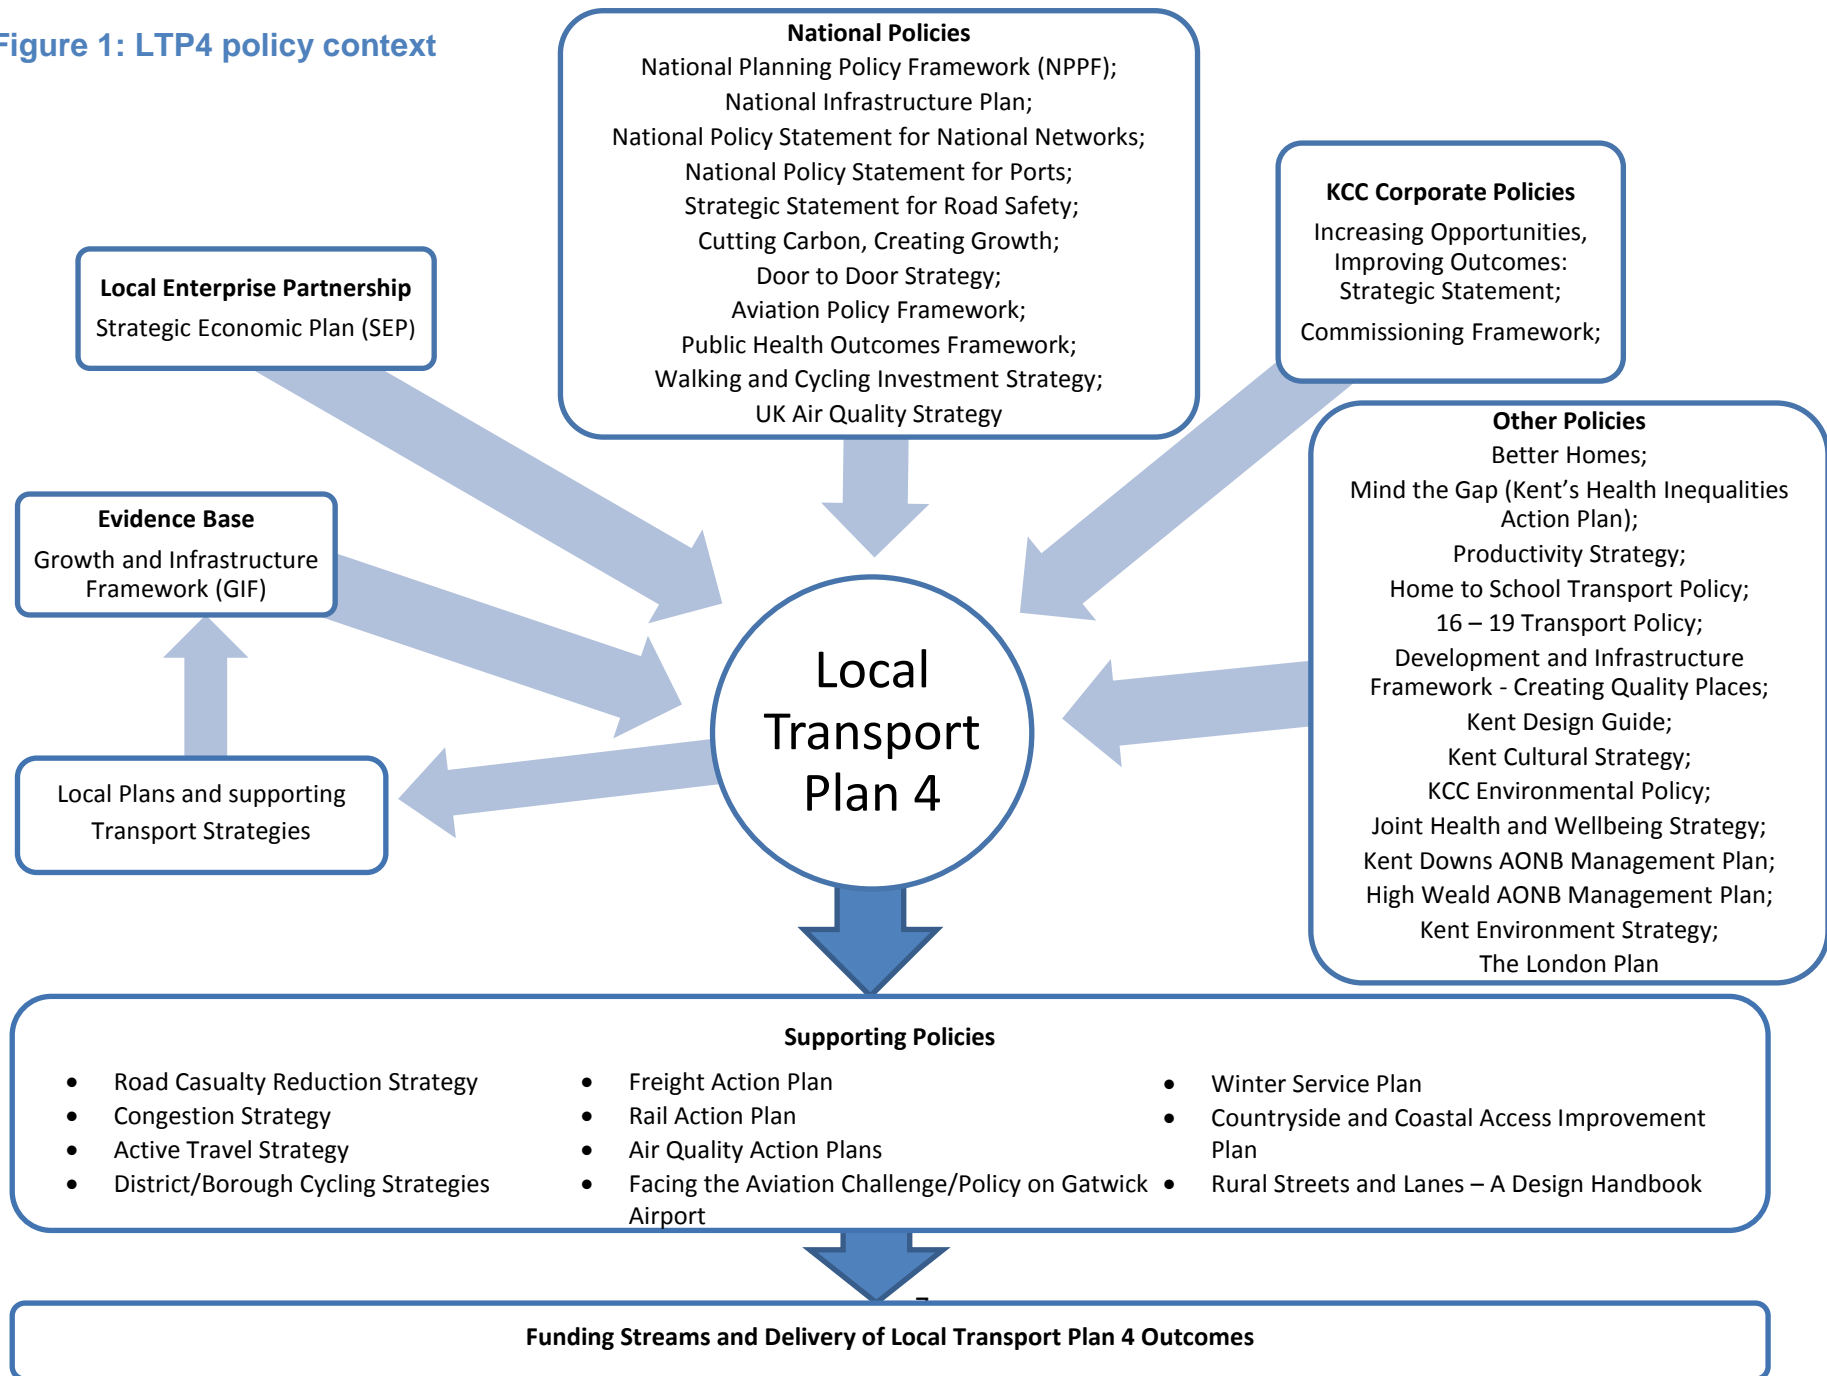 Figure 1: LTP4 policy context
National Policies
National Planning Policy Framework (NPPF);
National Infrastructure Plan;
National Policy Statement for National Networks;
National Policy Statement for Ports;
Strategic Statement for Road Safety;
Cutting Carbon, Creating Growth;
Door to Door Strategy;
Aviation Policy Framework;
Public Health Outcomes Framework;
Walking and Cycling Investment Strategy;
UK Air Quality Strategy
KCC Corporate Policies
Increasing Opportunities,
Improving Outcomes:
Strategic Statement;
Commissioning Framework;
Local Enterprise Partnership
Strategic Economic Plan (SEP)
Evidence Base
Growth and Infrastructure
Framework (GIF)
Local Plans and supporting
Transport Strategies
Local
Transport
Plan 4
Other Policies
Better Homes;
Mind the Gap (Kent’s Health Inequalities
Action Plan);
Productivity Strategy;
Home to School Transport Policy;
16 – 19 Transport Policy;
Development and Infrastructure
Framework - Creating Quality Places;
Kent Design Guide;
Kent Cultural Strategy;
KCC Environmental Policy;
Joint Health and Wellbeing Strategy;
Kent Downs AONB Management Plan;
High Weald AONB Management Plan;
Kent Environment Strategy;
The London Plan
Supporting Policies
• Road Casualty Reduction Strategy
• Congestion Strategy
• Active Travel Strategy
• District/Borough Cycling Strategies
• Freight Action Plan
• Rail Action Plan
• Air Quality Action Plans
• Facing the Aviation Challenge/Policy on Gatwick
Airport
• Winter Service Plan
• Countryside and Coastal Access Improvement
Plan
• Rural Streets and Lanes – A Design Handbook
Funding Streams and Delivery of Local Transport Plan 4 Outcomes